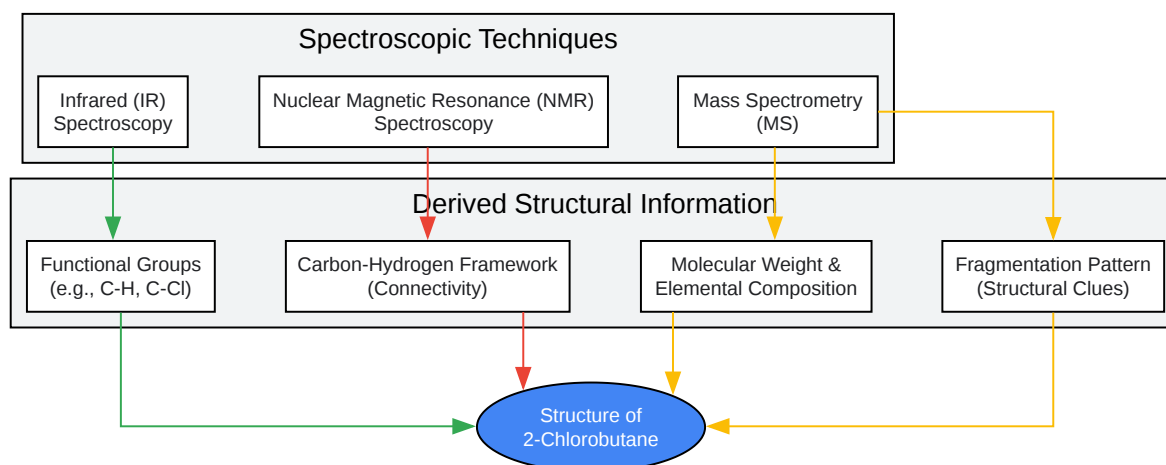 Spectroscopic Techniques
Infrared (IR)
Spectroscopy
Nuclear Magnetic Resonance (NMR)
Spectroscopy
Mass Spectrometry
(MS)
Derived Structural Information
Functional Groups
(e.g., C-H, C-Cl)
Carbon-Hydrogen Framework
(Connectivity)
Molecular Weight &
Elemental Composition
Fragmentation Pattern
(Structural Clues)
Structure of
2-Chlorobutane